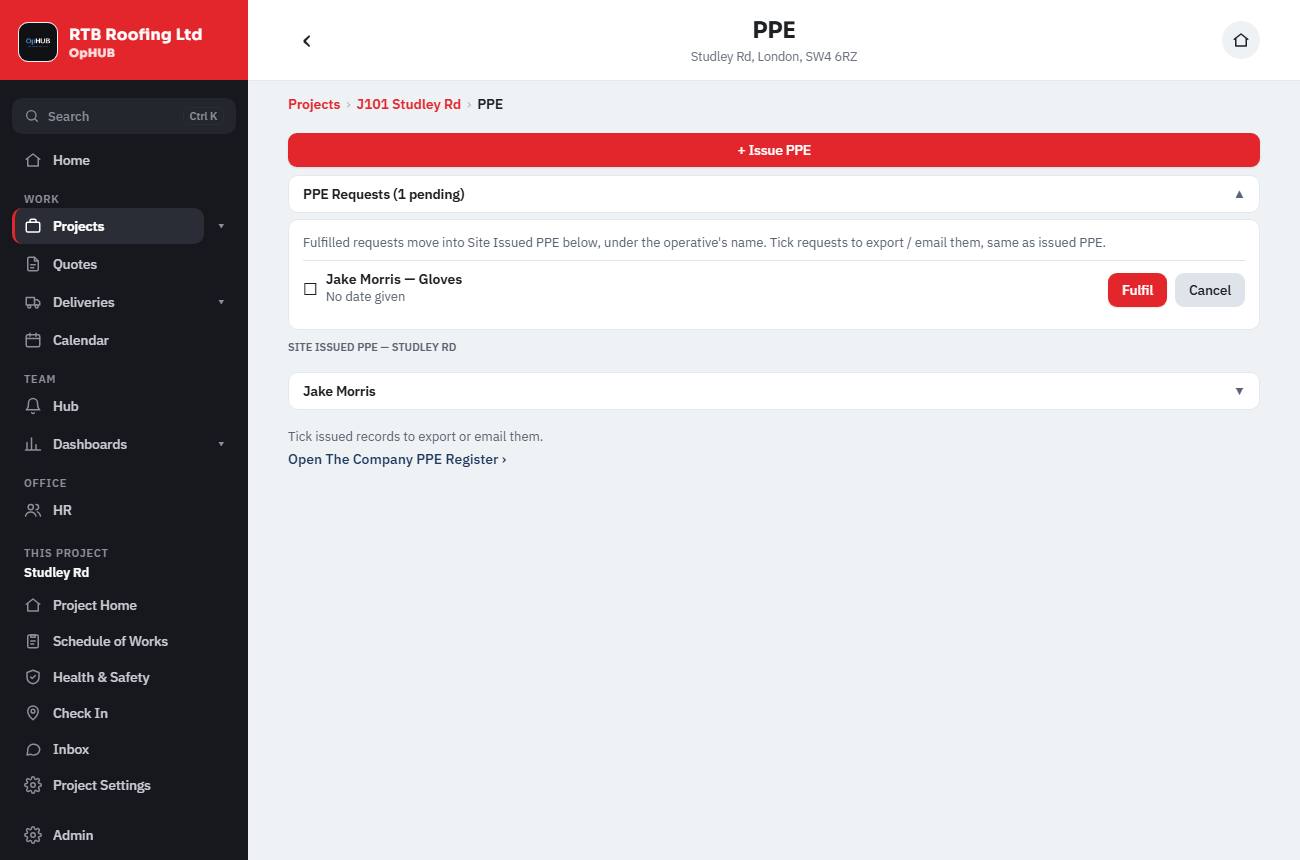 OpHUB
RTB Roofing Ltd
OpHUB
Search
Ctrl K
Home
WORK
Projects
Quotes
Deliveries
Calendar
TEAM
Hub
Dashboards
OFFICE
HR
THIS PROJECT
Studley Rd
Project Home
Schedule of Works
Health & Safety
Check In
Inbox
Project Settings
Admin
PPE
Studley Rd, London, SW4 6RZ
Projects › J101 Studley Rd › PPE
+ Issue PPE
PPE Requests (1 pending)
Fulfilled requests move into Site Issued PPE below, under the operative's name. Tick requests to export / email them, same as issued PPE.
Jake Morris — Gloves
No date given
Fulfil
Cancel
SITE ISSUED PPE — STUDLEY RD
Jake Morris
Tick issued records to export or email them.
Open The Company PPE Register ›